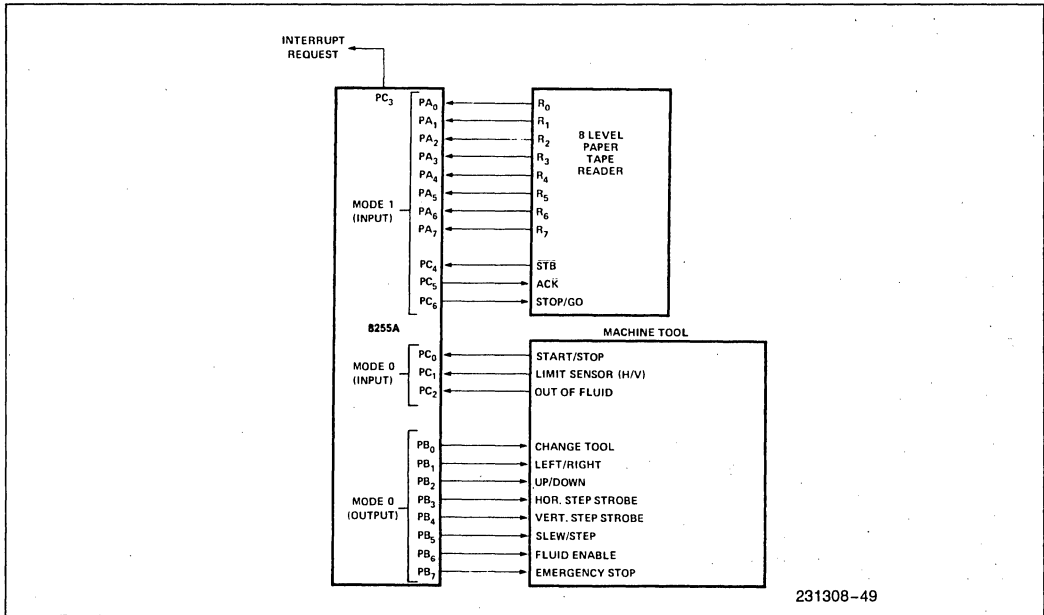 INTERRUPT
REQUEST
PC3 PA0 R0
PA1 R1
PA2 R2
PA3 R3
PA4 R4
PA5 R5
PA6 R6
PA7 R7
8 LEVEL
PAPER
TAPE
READER
MODE 1
(INPUT)
PC4 STB
PC5 ACK
PC6 STOP/GO
8255A
MACHINE TOOL
MODE 0
(INPUT)
PC0 START/STOP
PC1 LIMIT SENSOR (H/V)
PC2 OUT OF FLUID
MODE 0
(OUTPUT)
PB0 CHANGE TOOL
PB1 LEFT/RIGHT
PB2 UP/DOWN
PB3 HOR. STEP STROBE
PB4 VERT. STEP STROBE
PB5 SLEW/STEP
PB6 FLUID ENABLE
PB7 EMERGENCY STOP
231308-49